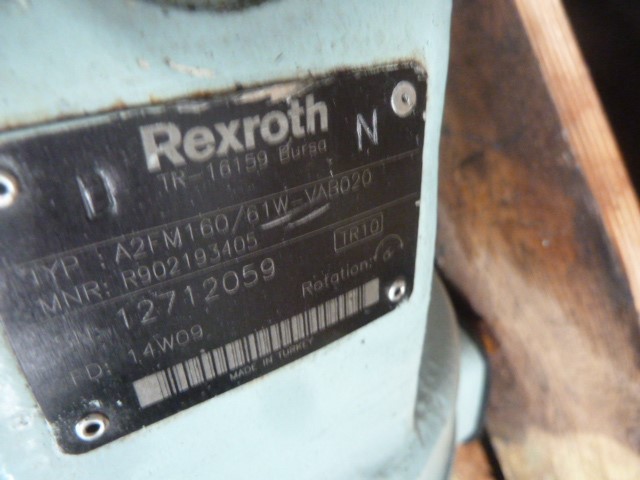 Rexroth
TR-16159 Bursa
D N
TYP : A2FM160/61W-VAB020
MNR: R902193405 TR10
SN: 12712059
Rotation:
FD: 14W09
MADE IN TURKEY